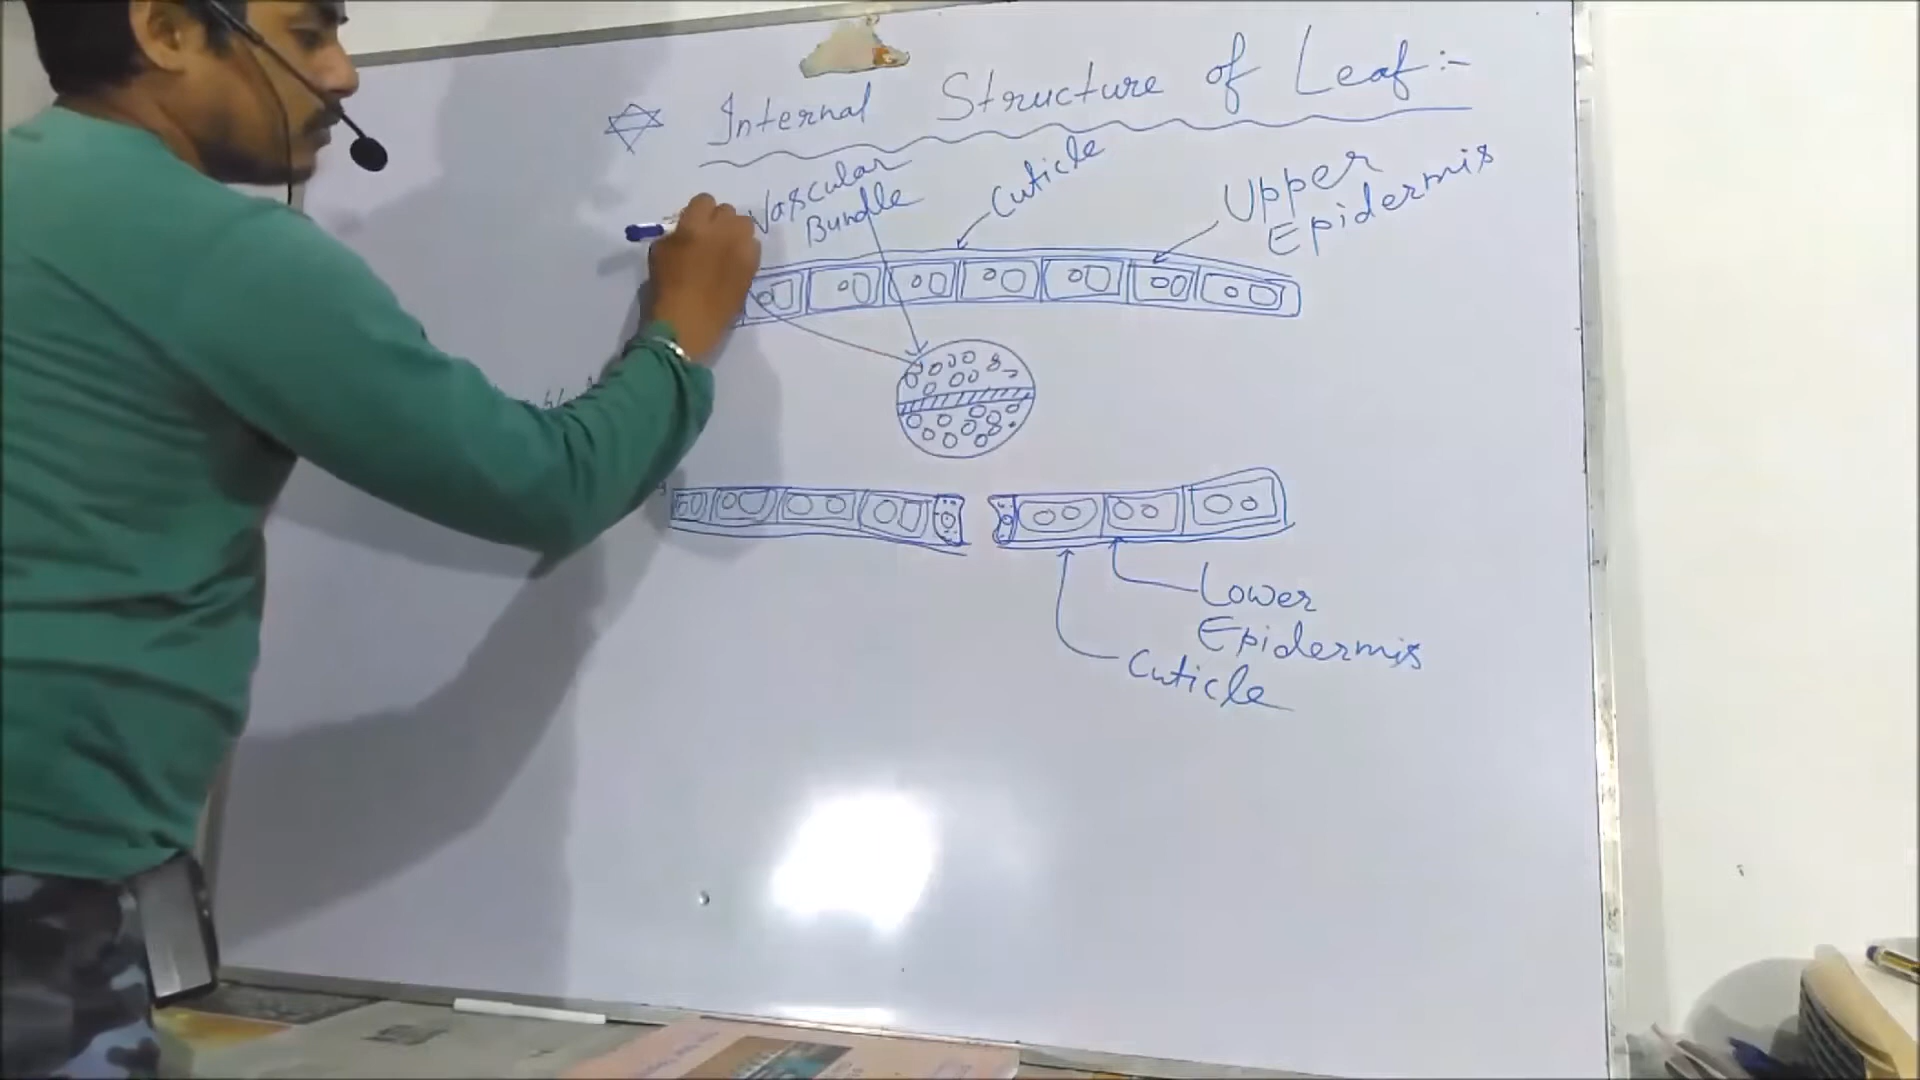 Internal Structure of Leaf :-
Vascular
Bundle
Cuticle
Upper
Epidermis
Lower
Epidermis
Cuticle